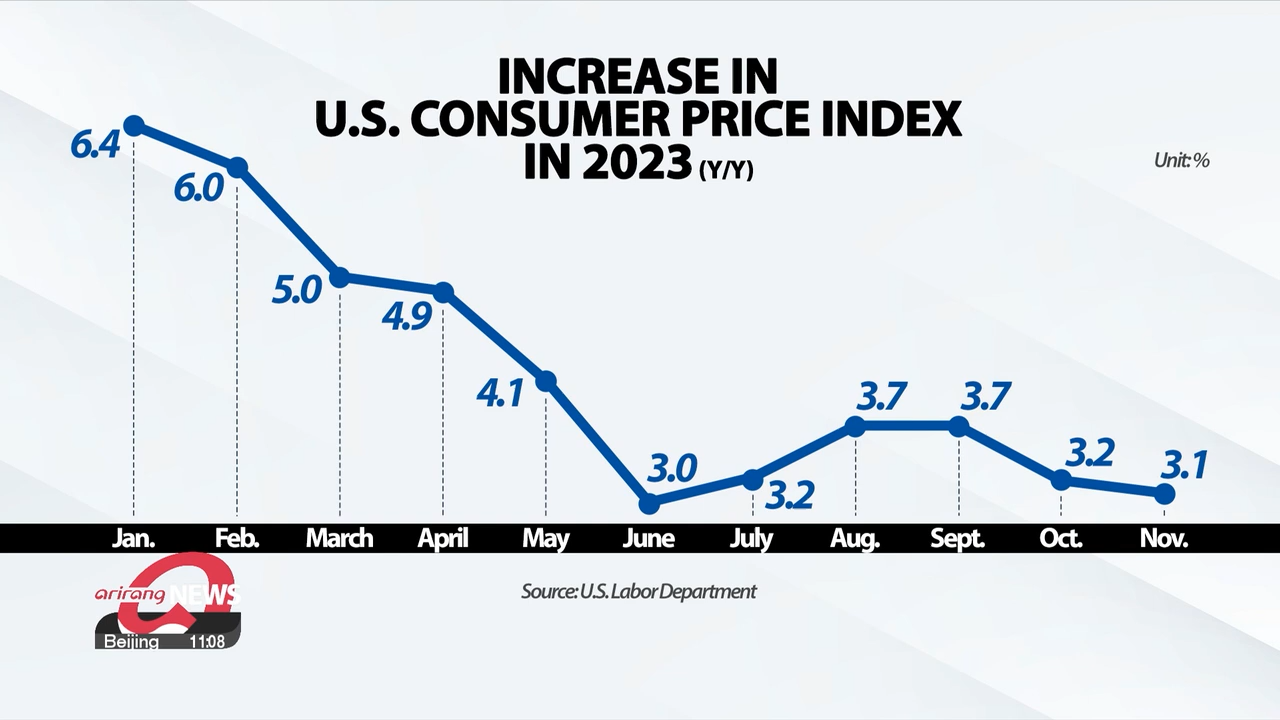 INCREASE IN
U.S. CONSUMER PRICE INDEX
IN 2023 (Y/Y)
Unit: %
6.4
6.0
5.0
4.9
4.1
3.0
3.2
3.7
3.7
3.2
3.1
Jan. Feb. March April May June July Aug. Sept. Oct. Nov.
Source: U.S. Labor Department
arirang NEWS
Beijing 11:08